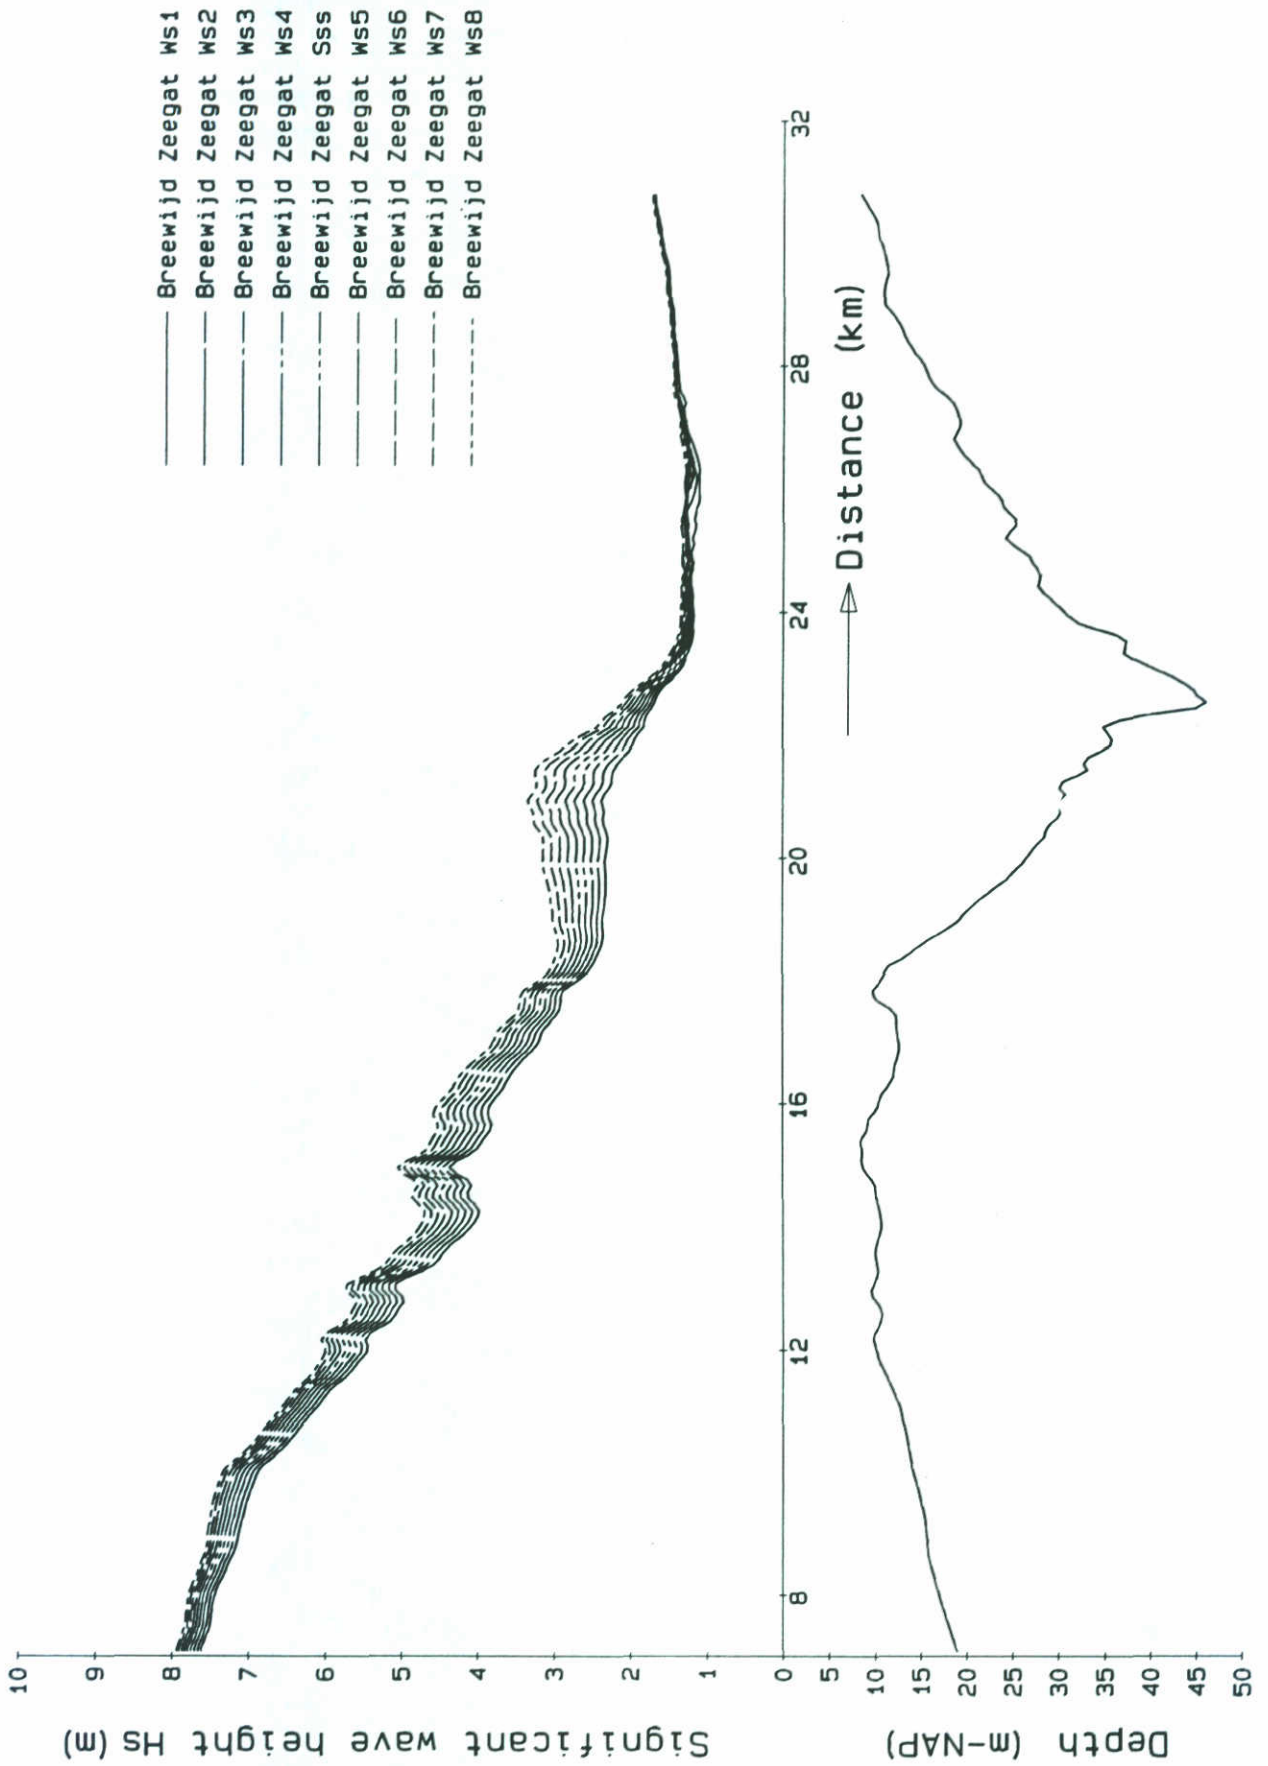 Breewijd Zeegat Ws1
Breewijd Zeegat Ws2
Breewijd Zeegat Ws3
Breewijd Zeegat Ws4
Breewijd Zeegat Sss
Breewijd Zeegat Ws5
Breewijd Zeegat Ws6
Breewijd Zeegat Ws7
Breewijd Zeegat Ws8
Significant wave height Hs (m)
10
9
8
7
6
5
4
3
2
1
0
8
12
16
20
24
28
32
Distance (km)
Depth (m-NAP)
5
10
15
20
25
30
35
40
45
50